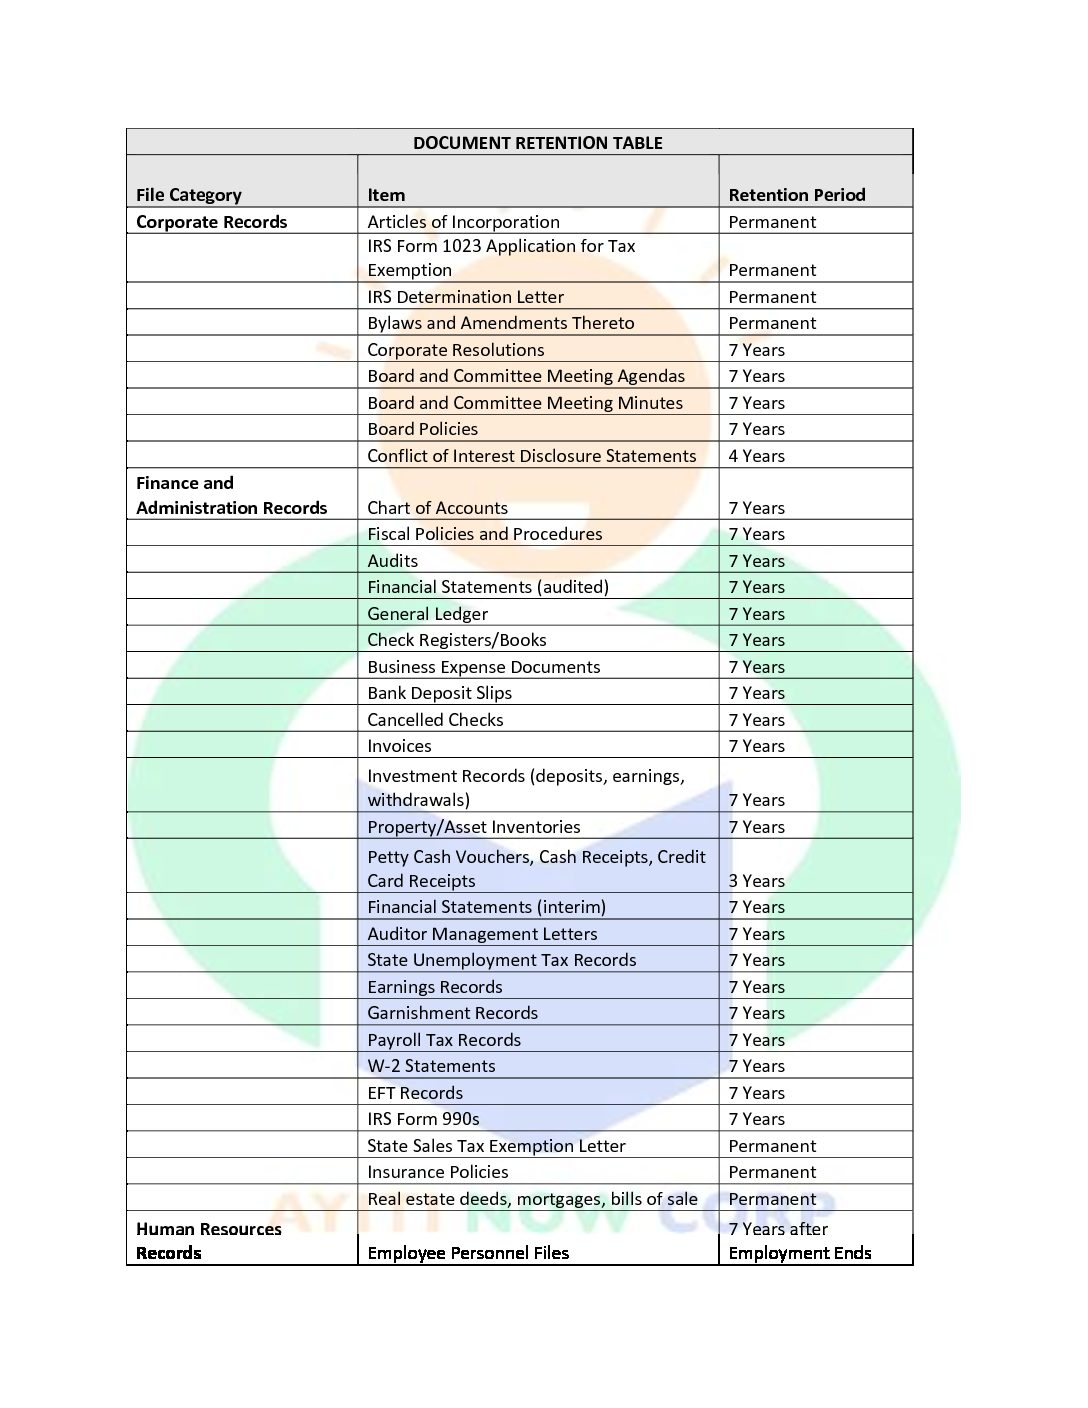 DOCUMENT RETENTION TABLE
File Category Item Retention Period
Corporate Records Articles of Incorporation Permanent
IRS Form 1023 Application for Tax
Exemption Permanent
IRS Determination Letter Permanent
Bylaws and Amendments Thereto Permanent
Corporate Resolutions 7 Years
Board and Committee Meeting Agendas 7 Years
Board and Committee Meeting Minutes 7 Years
Board Policies 7 Years
Conflict of Interest Disclosure Statements 4 Years
Finance and
Administration Records Chart of Accounts 7 Years
Fiscal Policies and Procedures 7 Years
Audits 7 Years
Financial Statements (audited) 7 Years
General Ledger 7 Years
Check Registers/Books 7 Years
Business Expense Documents 7 Years
Bank Deposit Slips 7 Years
Cancelled Checks 7 Years
Invoices 7 Years
Investment Records (deposits, earnings,
withdrawals) 7 Years
Property/Asset Inventories 7 Years
Petty Cash Vouchers, Cash Receipts, Credit
Card Receipts 3 Years
Financial Statements (interim) 7 Years
Auditor Management Letters 7 Years
State Unemployment Tax Records 7 Years
Earnings Records 7 Years
Garnishment Records 7 Years
Payroll Tax Records 7 Years
W-2 Statements 7 Years
EFT Records 7 Years
IRS Form 990s 7 Years
State Sales Tax Exemption Letter Permanent
Insurance Policies Permanent
Real estate deeds, mortgages, bills of sale Permanent
AYITI NOW CORP
Human Resources 7 Years after
Records Employee Personnel Files Employment Ends